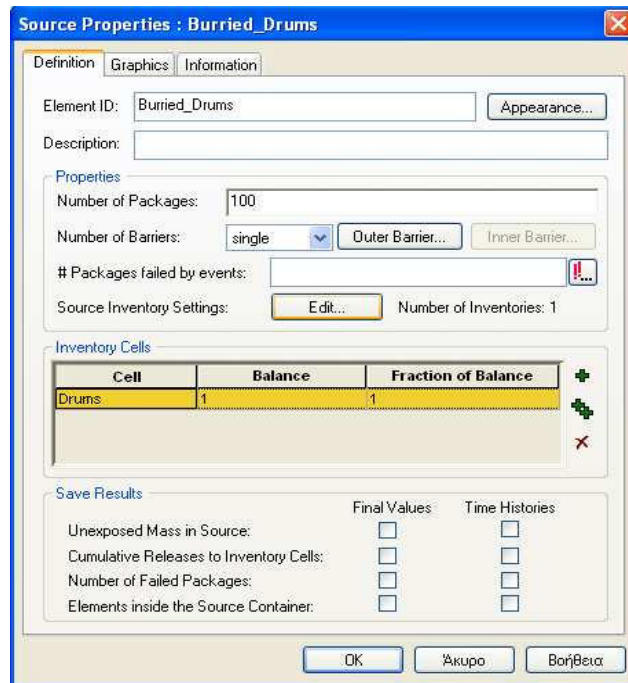 Source Properties : Burried_Drums
Definition Graphics Information
Element ID: Burried_Drums Appearance...
Description:
Properties
Number of Packages: 100
Number of Barriers: single Outer Barrier... Inner Barrier...
# Packages failed by events: !!...
Source Inventory Settings: Edit... Number of Inventories: 1
Inventory Cells
Cell Balance Fraction of Balance
Drums 1 1
Save Results
Final Values Time Histories
Unexposed Mass in Source:
Cumulative Releases to Inventory Cells:
Number of Failed Packages:
Elements inside the Source Container:
OK Άκυρο Βοήθεια